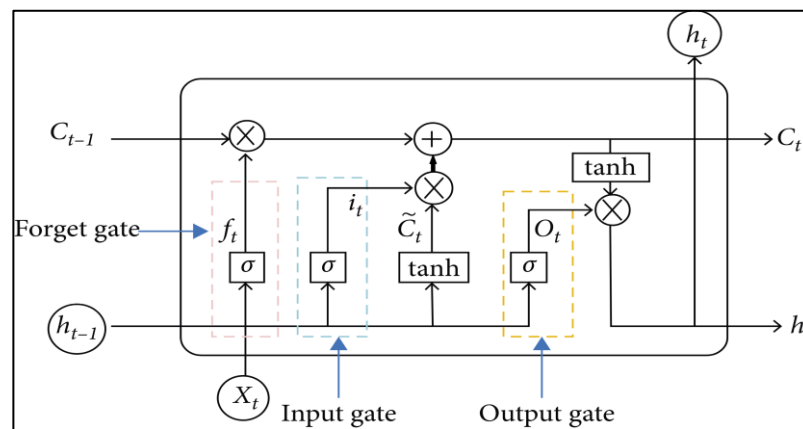 h_t
C_{t-1}
C_t
tanh
Forget gate
f_t
i_t
C̃_t
O_t
σ
σ
tanh
σ
h_{t-1}
h
X_t
Input gate
Output gate